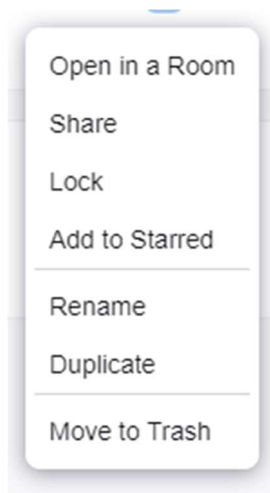 Open in a Room
Share
Lock
Add to Starred
Rename
Duplicate
Move to Trash